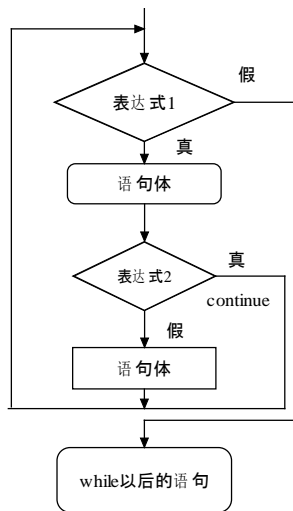 假
表达式1
真
语句体
表达式2
真
continue
假
语句体
while以后的语句